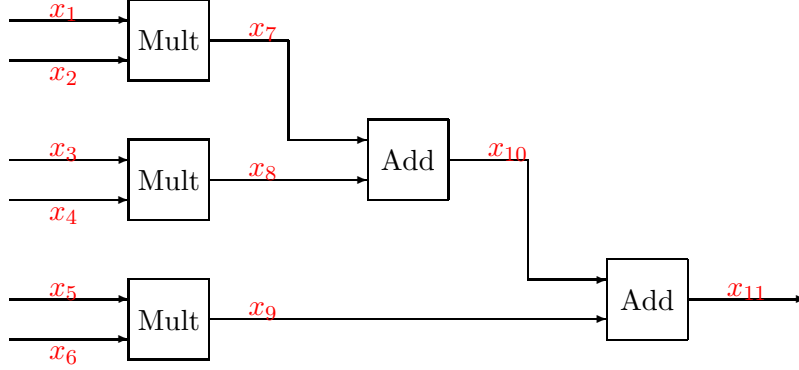 x₁
Mult
x₇
x₂
x₃
Mult
x₈
Add
x₁₀
x₄
x₅
Mult
x₉
Add
x₁₁
x₆